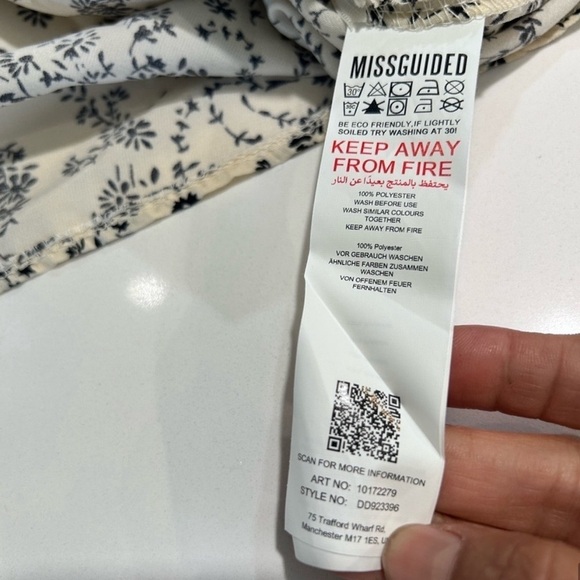 MISSGUIDED
30°
BE ECO FRIENDLY,IF LIGHTLY
SOILED TRY WASHING AT 30!
KEEP AWAY
FROM FIRE
يحتفظ بالمنتج بعيدًا عن النار
100% POLYESTER
WASH BEFORE USE
WASH SIMILAR COLOURS
TOGETHER
KEEP AWAY FROM FIRE
100% Polyester
VOR GEBRAUCH WASCHEN
ÄHNLICHE FARBEN ZUSAMMEN
WASCHEN
VON OFFENEM FEUER
FERNHALTEN
SCAN FOR MORE INFORMATION
ART NO: 10172279
STYLE NO: DD923396
75 Trafford Wharf Rd,
Manchester M17 1ES,